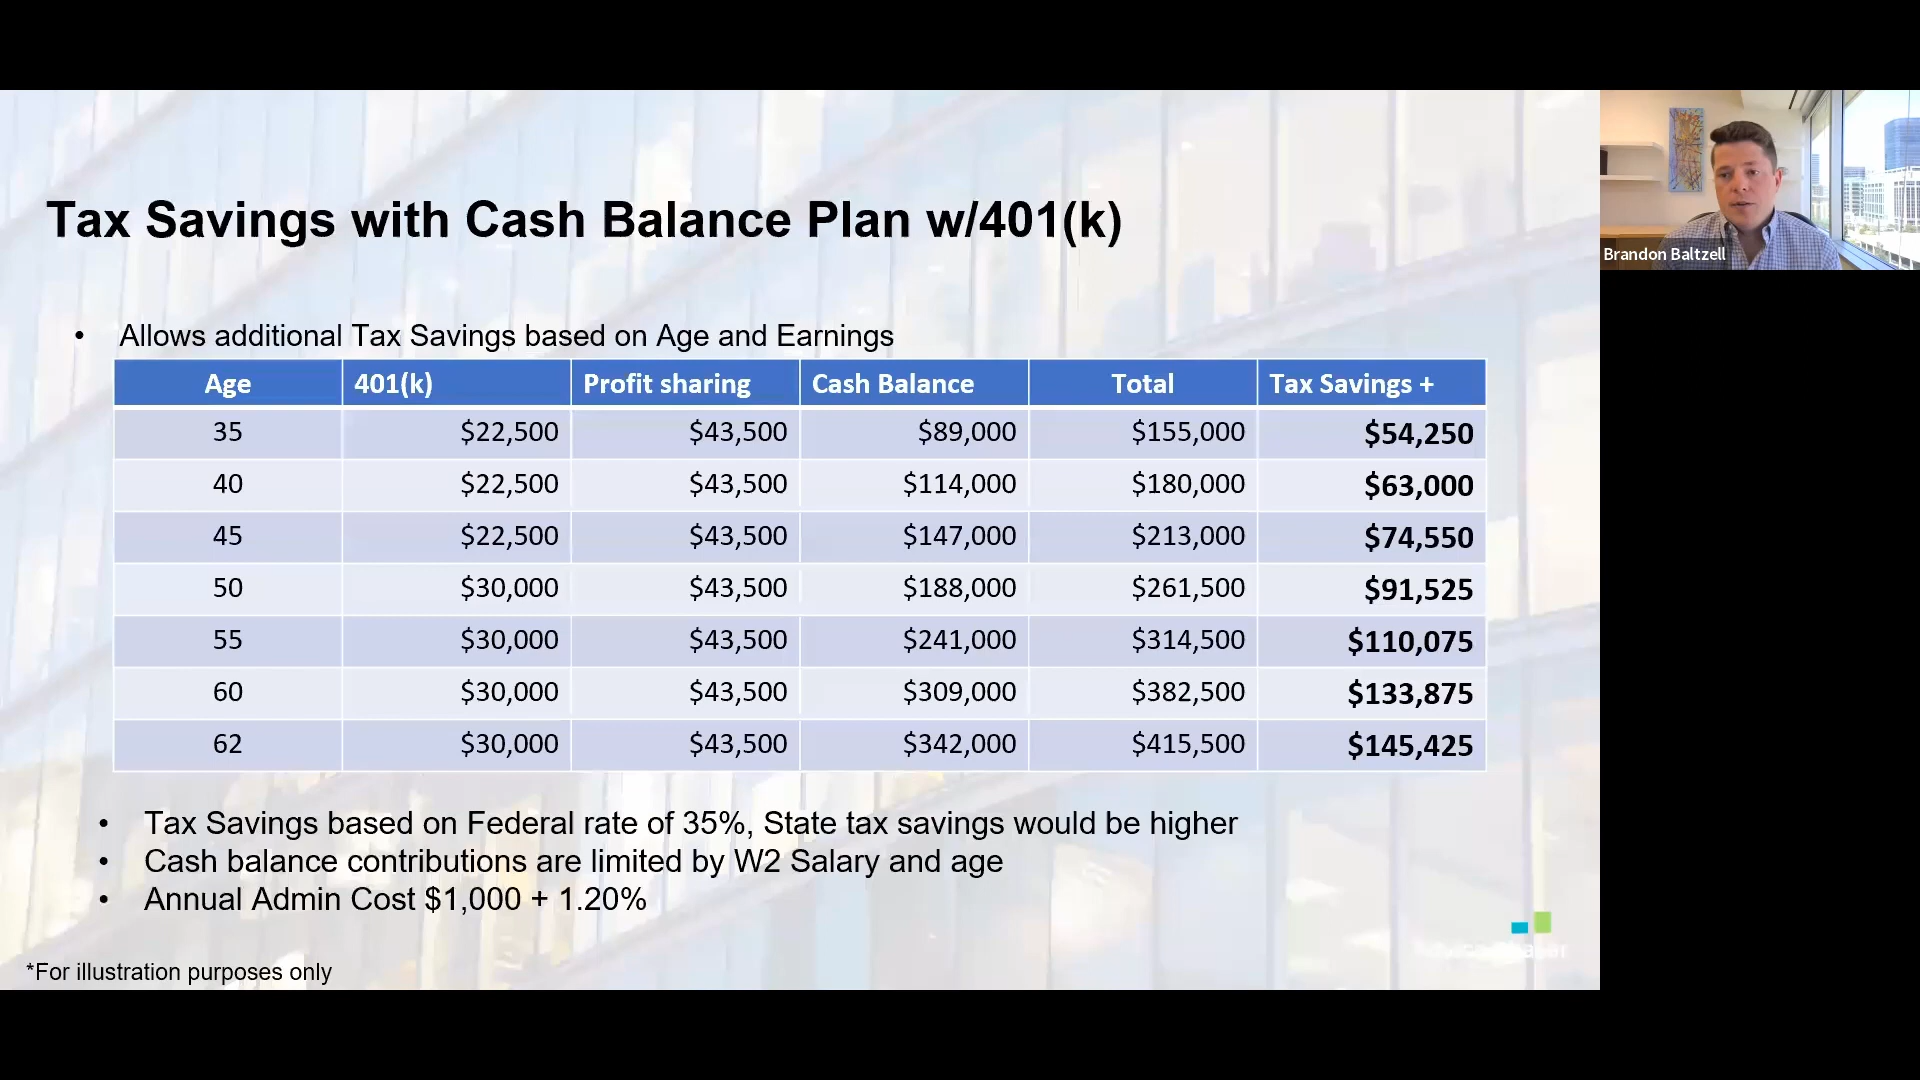 Tax Savings with Cash Balance Plan w/401(k)
• Allows additional Tax Savings based on Age and Earnings
Age 401(k) Profit sharing Cash Balance Total Tax Savings +
35 $22,500 $43,500 $89,000 $155,000 $54,250
40 $22,500 $43,500 $114,000 $180,000 $63,000
45 $22,500 $43,500 $147,000 $213,000 $74,550
50 $30,000 $43,500 $188,000 $261,500 $91,525
55 $30,000 $43,500 $241,000 $314,500 $110,075
60 $30,000 $43,500 $309,000 $382,500 $133,875
62 $30,000 $43,500 $342,000 $415,500 $145,425
• Tax Savings based on Federal rate of 35%, State tax savings would be higher
• Cash balance contributions are limited by W2 Salary and age
• Annual Admin Cost $1,000 + 1.20%
*For illustration purposes only
Brandon Baltzell